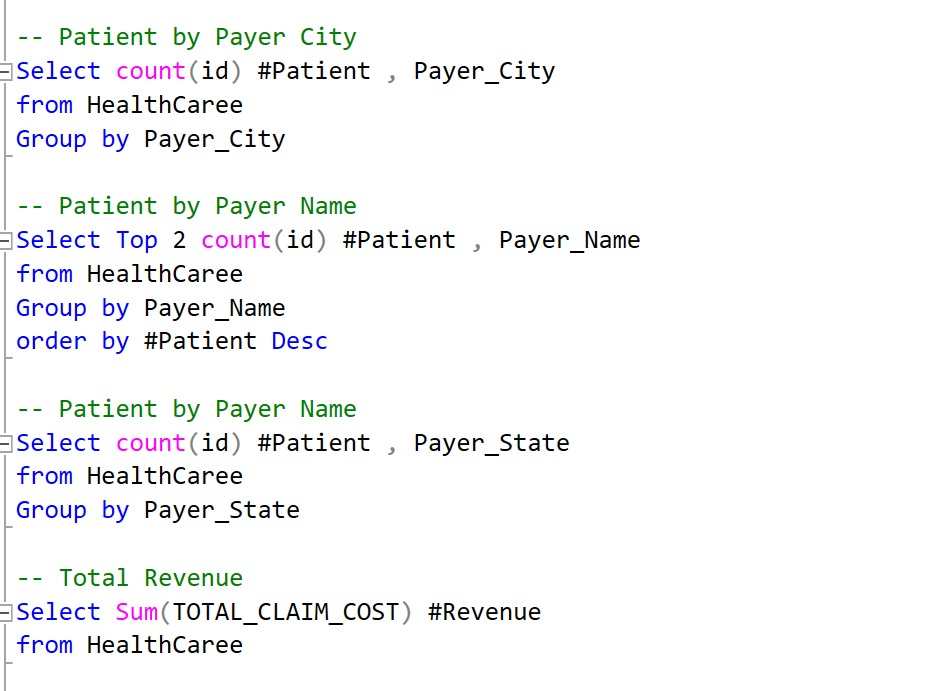 -- Patient by Payer City
Select count(id) #Patient , Payer_City
from HealthCaree
Group by Payer_City
-- Patient by Payer Name
Select Top 2 count(id) #Patient , Payer_Name
from HealthCaree
Group by Payer_Name
order by #Patient Desc
-- Patient by Payer Name
Select count(id) #Patient , Payer_State
from HealthCaree
Group by Payer_State
-- Total Revenue
Select Sum(TOTAL_CLAIM_COST) #Revenue
from HealthCaree